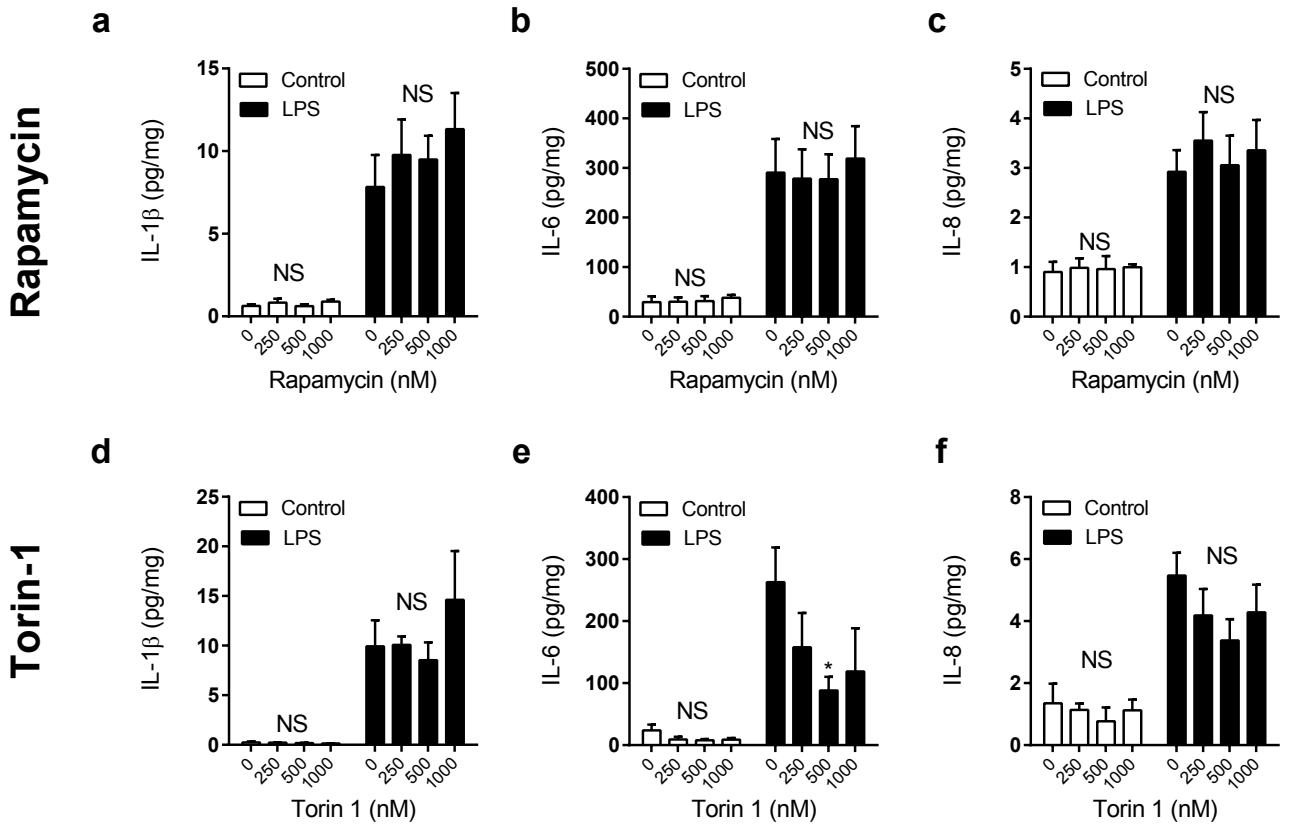 Rapamycin
a
IL-1β (pg/mg)
15
10
5
0
Control
LPS
NS
NS
0 250 500 1000 0 250 500 1000
Rapamycin (nM)
b
IL-6 (pg/mg)
500
400
300
200
100
0
Control
LPS
NS
NS
0 250 500 1000 0 250 500 1000
Rapamycin (nM)
c
IL-8 (pg/mg)
5
4
3
2
1
0
Control
LPS
NS
NS
0 250 500 1000 0 250 500 1000
Rapamycin (nM)
Torin-1
d
IL-1β (pg/mg)
25
20
15
10
5
0
Control
LPS
NS
NS
0 250 500 1000 0 250 500 1000
Torin 1 (nM)
e
IL-6 (pg/mg)
400
300
200
100
0
Control
LPS
*
NS
0 250 500 1000 0 250 500 1000
Torin 1 (nM)
f
IL-8 (pg/mg)
8
6
4
2
0
Control
LPS
NS
NS
0 250 500 1000 0 250 500 1000
Torin 1 (nM)